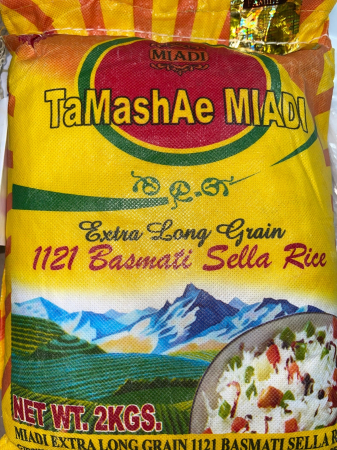 MIADI
TaMashAe MIADI
Extra Long Grain
1121 Basmati Sella Rice
NET WT. 2KGS.
MIADI EXTRA LONG GRAIN 1121 BASMATI SELLA